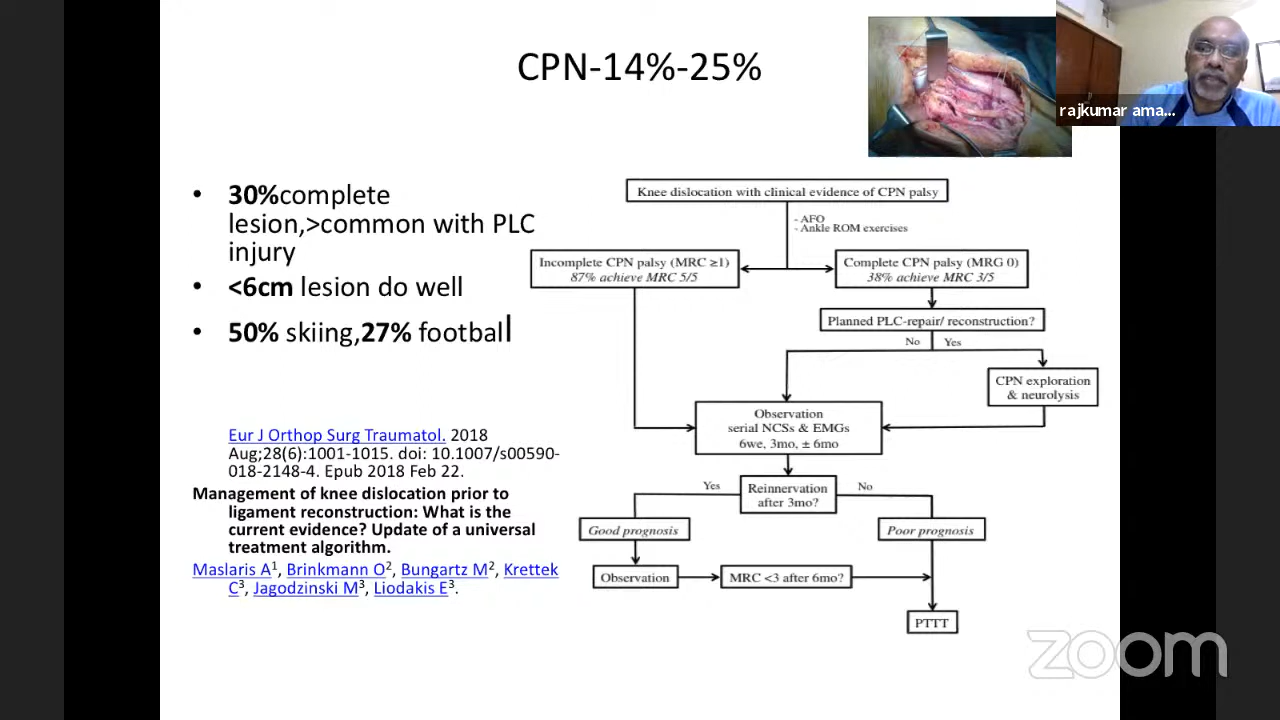 CPN-14%-25%
rajkumar ama...
• 30%complete
lesion,>common with PLC
injury
• <6cm lesion do well
• 50% skiing,27% football
Eur J Orthop Surg Traumatol. 2018
Aug;28(6):1001-1015. doi: 10.1007/s00590-
018-2148-4. Epub 2018 Feb 22.
Management of knee dislocation prior to
ligament reconstruction: What is the
current evidence? Update of a universal
treatment algorithm.
Maslaris A1, Brinkmann O2, Bungartz M2, Krettek
C3, Jagodzinski M3, Liodakis E3.
Knee dislocation with clinical evidence of CPN palsy
- AFO
- Ankle ROM exercises
Incomplete CPN palsy (MRC ≥1)
87% achieve MRC 5/5
Complete CPN palsy (MRG 0)
38% achieve MRC 3/5
Planned PLC-repair/ reconstruction?
No
Yes
CPN exploration
& neurolysis
Observation
serial NCSs & EMGs
6we, 3mo, ± 6mo
Reinnervation
after 3mo?
Yes
No
Good prognosis
Poor prognosis
Observation
MRC <3 after 6mo?
PTTT
zoom